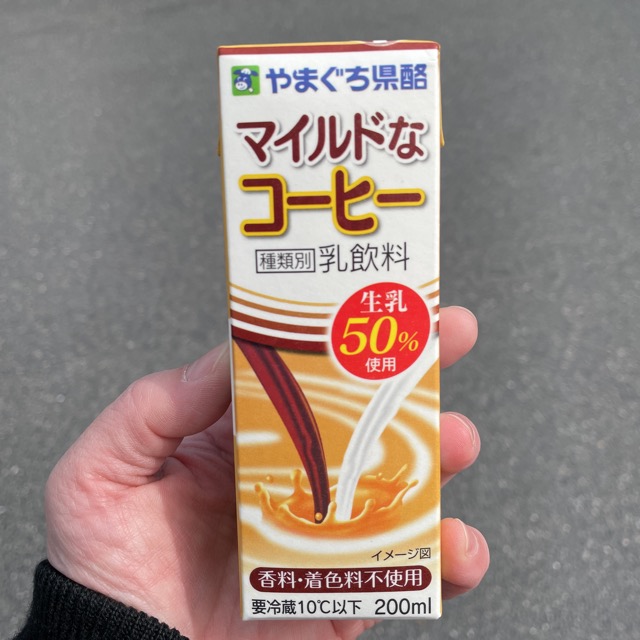 やまぐち県酪
マイルドな
コーヒー
種類別 乳飲料
生乳
50%
使用
イメージ図
香料・着色料不使用
要冷蔵10℃以下 200ml